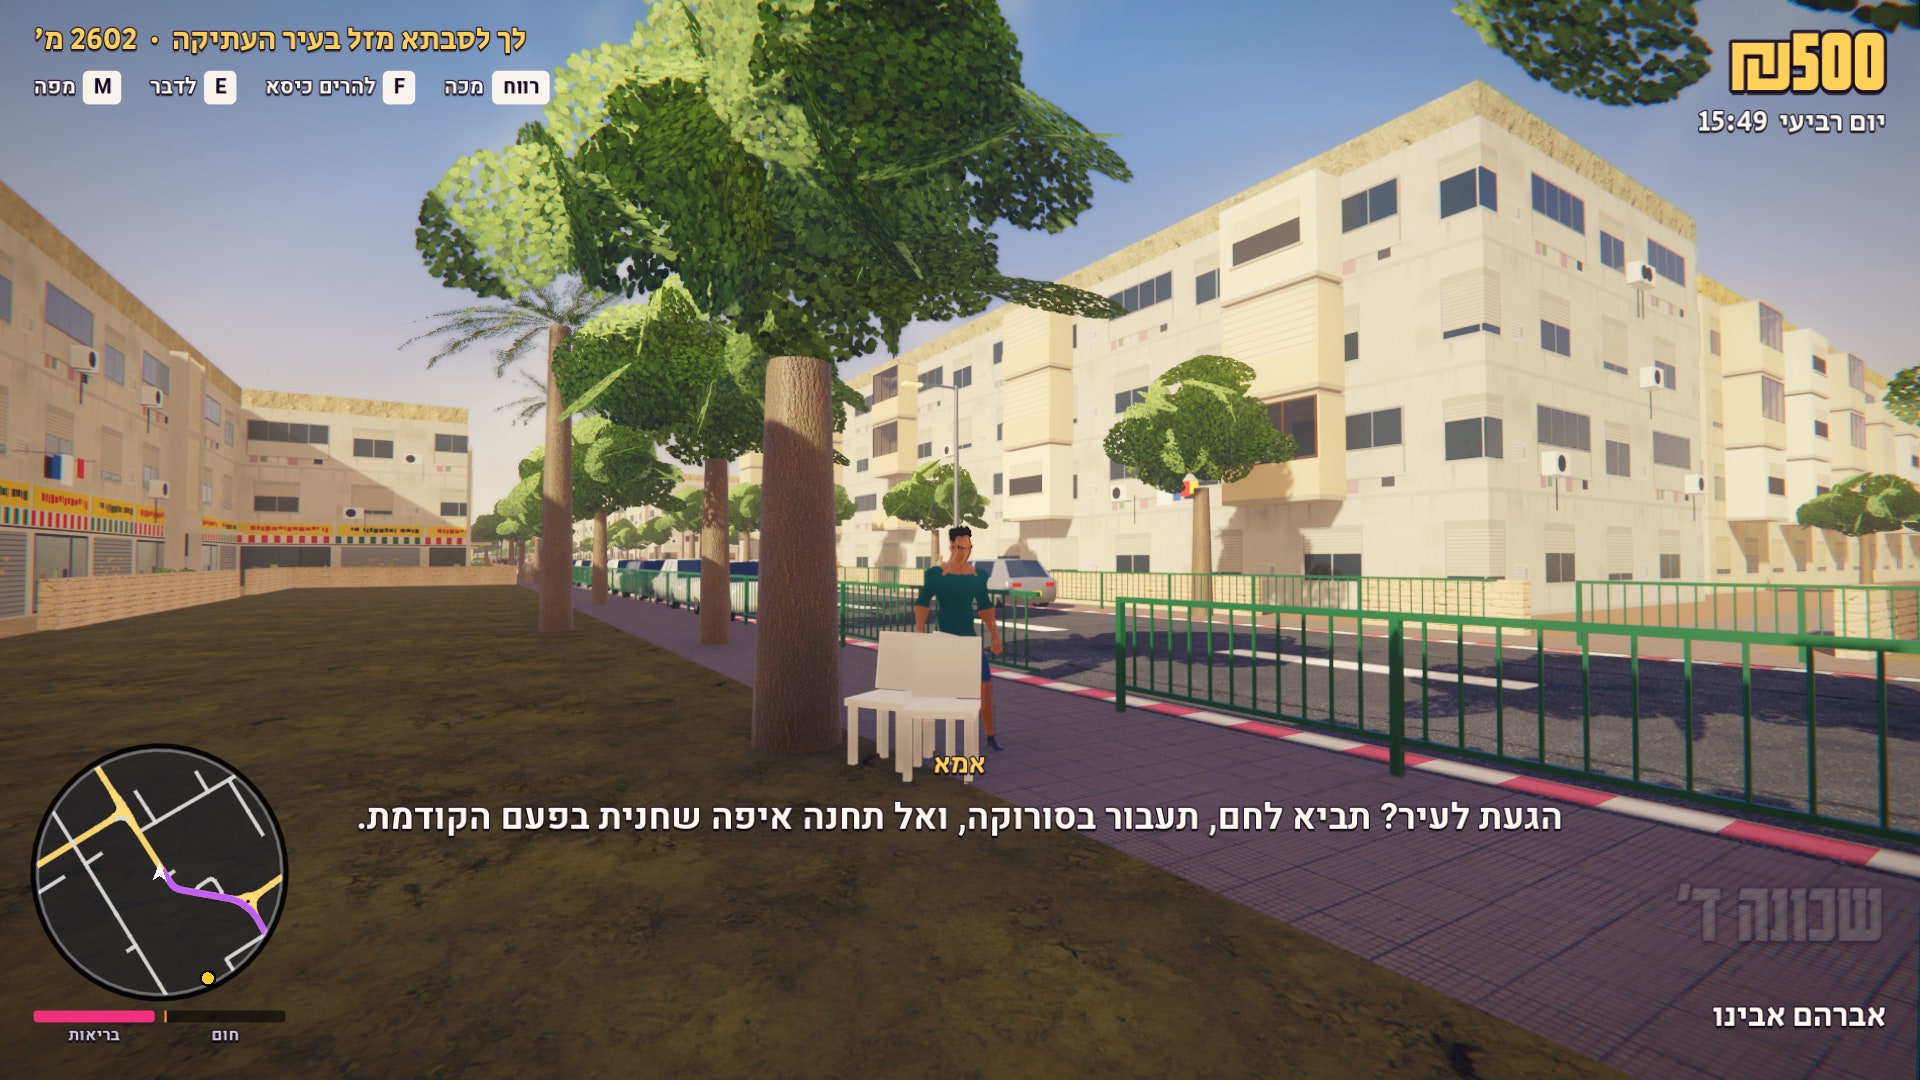 לך לסבתא מזל בעיר העתיקה · 2602 מ'
רווח מכה F להרים כיסא E לדבר M מפה
₪500
יום רביעי 15:49
אמא
הגעת לעיר? תביא לחם, תעבור בסורוקה, ואל תחנה איפה שחנית בפעם הקודמת.
שכונה ד'
אברהם אבינו
בריאות
חום